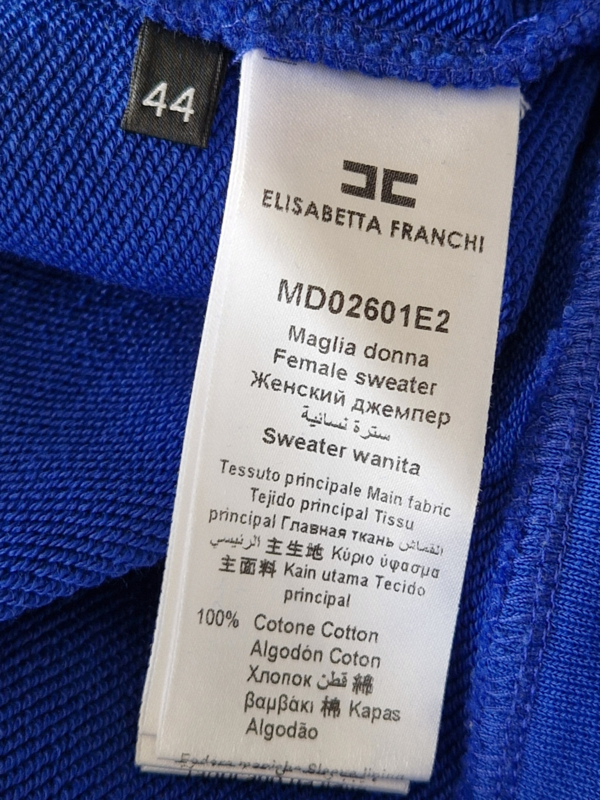 44
ELISABETTA FRANCHI
MD02601E2
Maglia donna
Female sweater
Женский джемпер
سترة نسائية
Sweater wanita
Tessuto principale Main fabric
Tejido principal Tissu
principal Главная ткань القماش
الرئيسي 主生地 Κύριο ύφασμα
主面料 Kain utama Tecido
principal
100% Cotone Cotton
Algodón Coton
Хлопок قطن 綿
βαμβάκι 棉 Kapas
Algodão